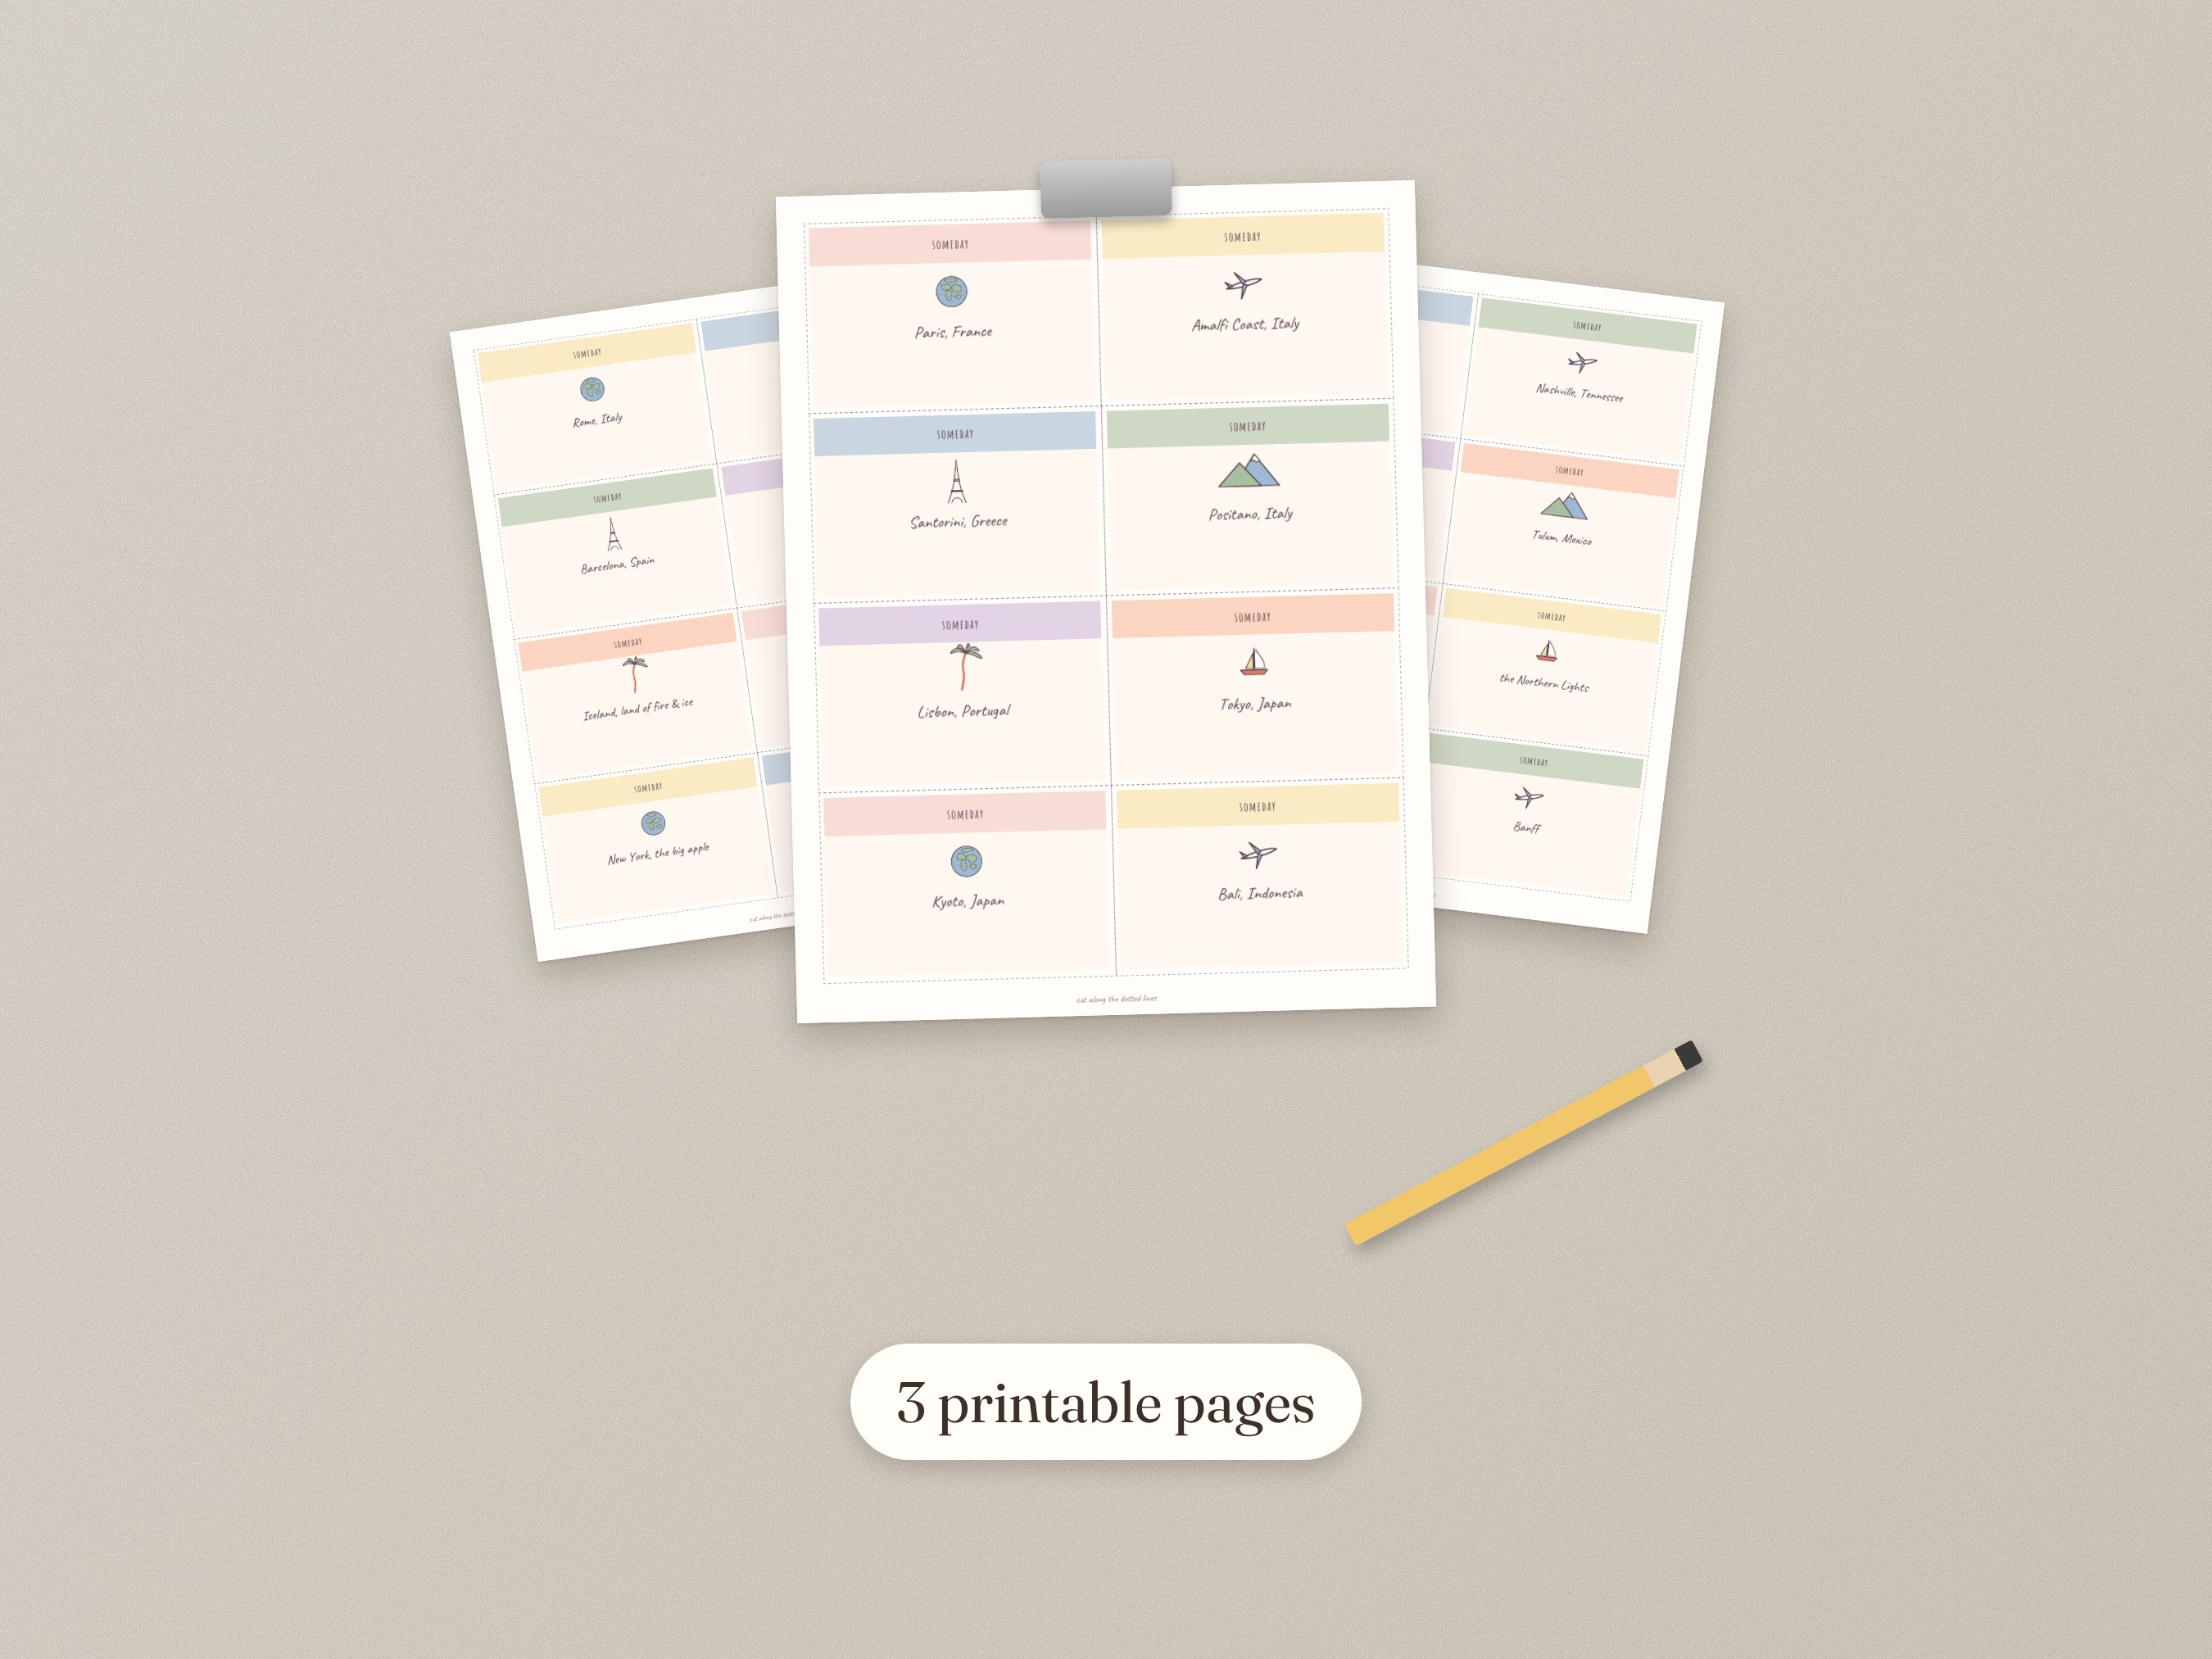 SOMEDAY
Rome, Italy
SOMEDAY
Barcelona, Spain
SOMEDAY
Iceland, land of fire & ice
SOMEDAY
New York, the big apple
cut along the
SOMEDAY
SOMEDAY
Paris, France
Amalfi Coast, Italy
SOMEDAY
SOMEDAY
Santorini, Greece
Positano, Italy
SOMEDAY
SOMEDAY
Lisbon, Portugal
Tokyo, Japan
SOMEDAY
SOMEDAY
Kyoto, Japan
Bali, Indonesia
cut along the dotted lines
SOMEDAY
Nashville, Tennessee
SOMEDAY
Tulum, Mexico
SOMEDAY
the Northern Lights
SOMEDAY
Banff
3 printable pages